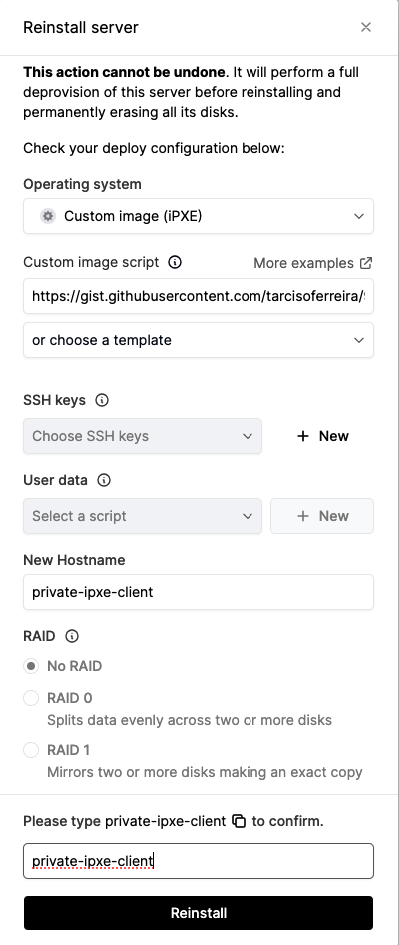 Reinstall server
This action cannot be undone. It will perform a full
deprovision of this server before reinstalling and
permanently erasing all its disks.
Check your deploy configuration below:
Operating system
Custom image (iPXE)
Custom image script More examples
https://gist.githubusercontent.com/tarcisoferreira/
or choose a template
SSH keys
Choose SSH keys + New
User data
Select a script + New
New Hostname
private-ipxe-client
RAID
No RAID
RAID 0
Splits data evenly across two or more disks
RAID 1
Mirrors two or more disks making an exact copy
Please type private-ipxe-client to confirm.
private-ipxe-client
Reinstall